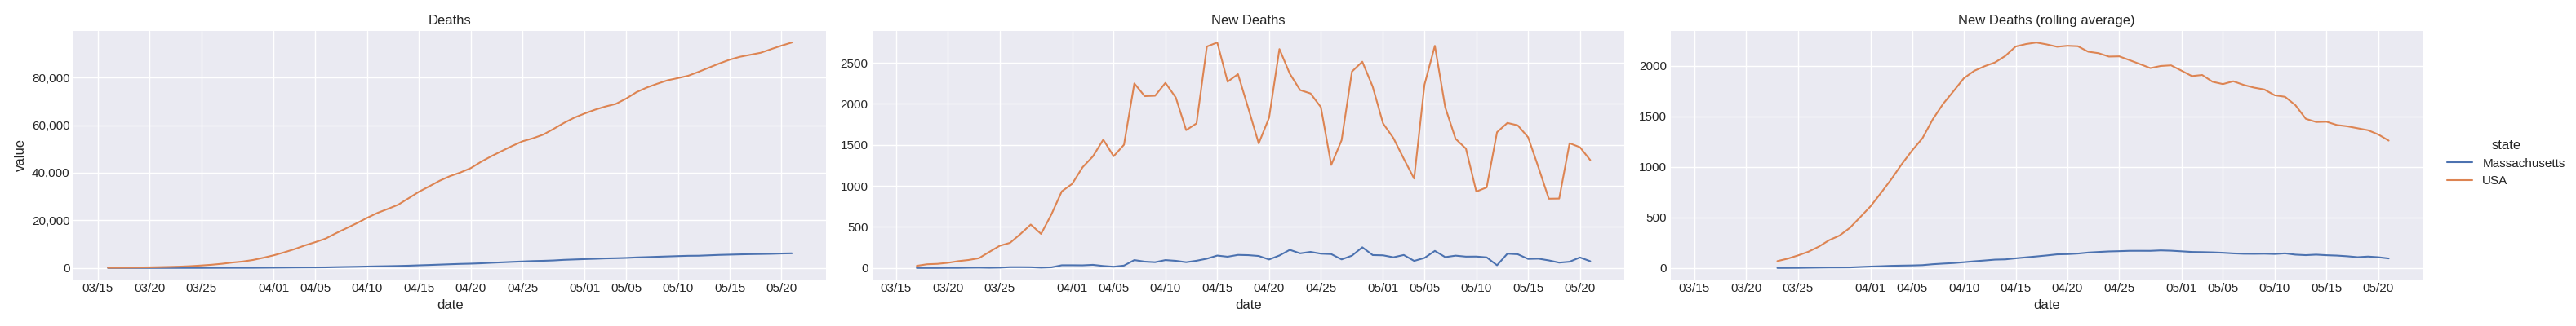 Deaths
value
80,000
60,000
40,000
20,000
0
03/15 03/20 03/25 04/01 04/05 04/10 04/15 04/20 04/25 05/01 05/05 05/10 05/15 05/20
date
New Deaths
2500
2000
1500
1000
500
0
03/15 03/20 03/25 04/01 04/05 04/10 04/15 04/20 04/25 05/01 05/05 05/10 05/15 05/20
date
New Deaths (rolling average)
2000
1500
1000
500
0
03/15 03/20 03/25 04/01 04/05 04/10 04/15 04/20 04/25 05/01 05/05 05/10 05/15 05/20
date
state
Massachusetts
USA